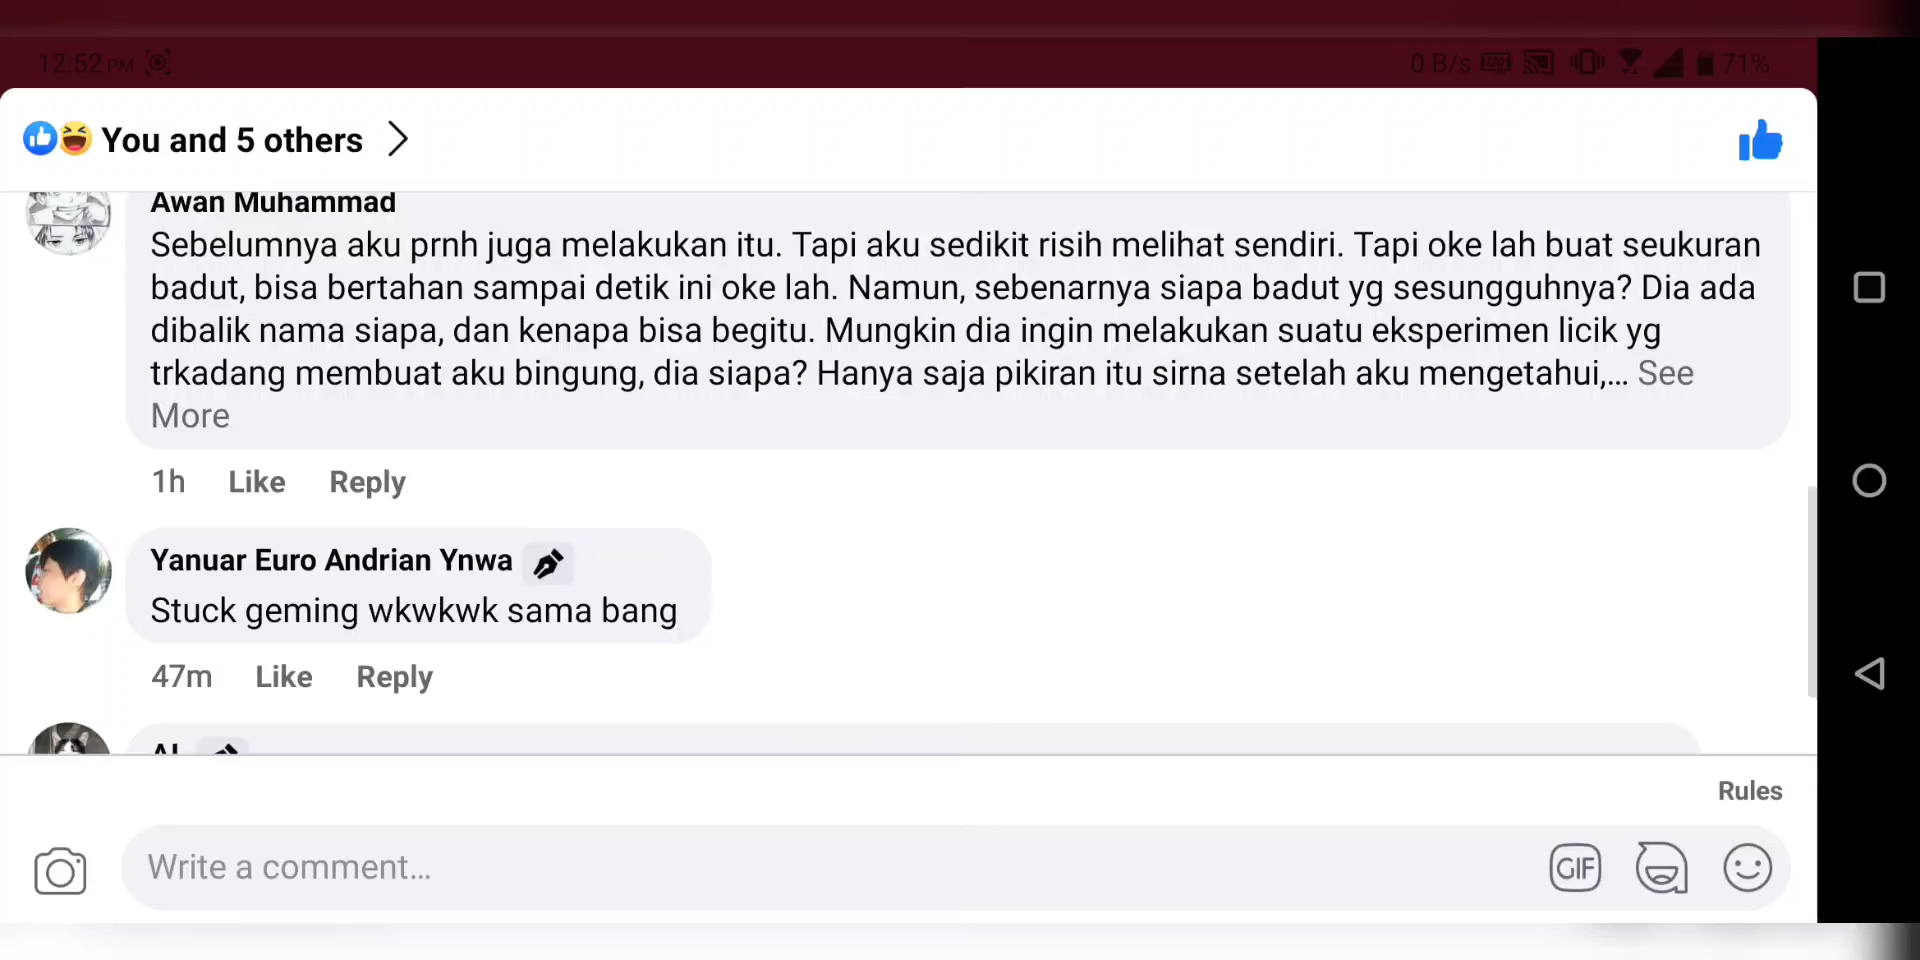 12:52 PM
0 B/s 71%
You and 5 others
Awan Muhammad
Sebelumnya aku prnh juga melakukan itu. Tapi aku sedikit risih melihat sendiri. Tapi oke lah buat seukuran
badut, bisa bertahan sampai detik ini oke lah. Namun, sebenarnya siapa badut yg sesungguhnya? Dia ada
dibalik nama siapa, dan kenapa bisa begitu. Mungkin dia ingin melakukan suatu eksperimen licik yg
trkadang membuat aku bingung, dia siapa? Hanya saja pikiran itu sirna setelah aku mengetahui,... See
More
1h Like Reply
Yanuar Euro Andrian Ynwa
Stuck geming wkwkwk sama bang
47m Like Reply
Rules
Write a comment...
GIF